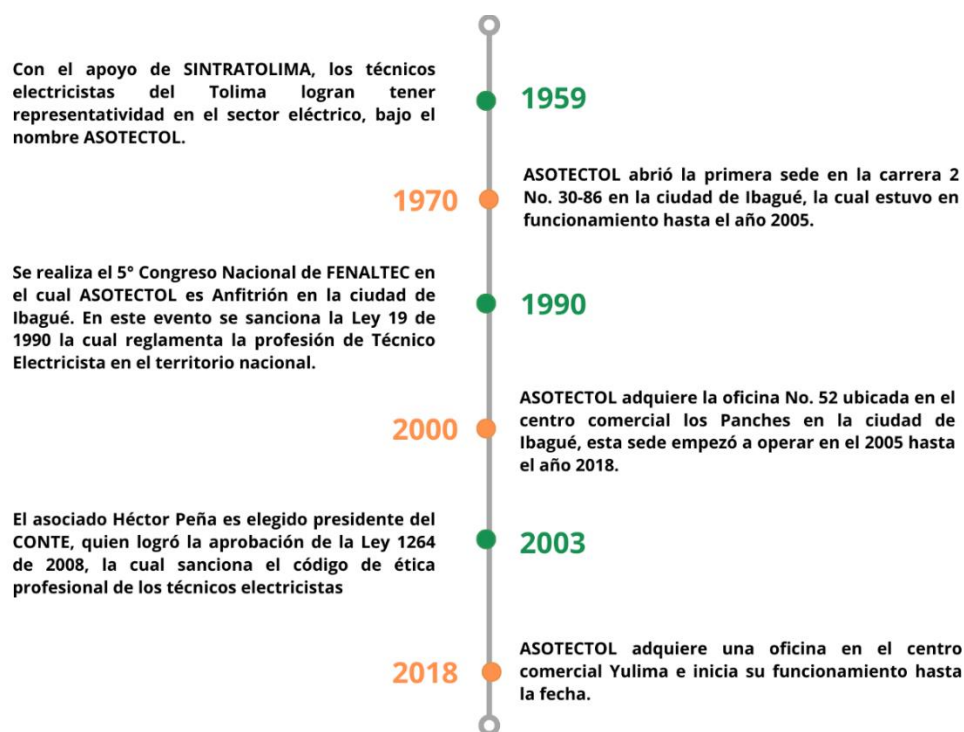 Con el apoyo de SINTRATOLIMA, los técnicos
electricistas del Tolima logran tener
representatividad en el sector eléctrico, bajo el
nombre ASOTECTOL.
1959
1970
ASOTECTOL abrió la primera sede en la carrera 2
No. 30-86 en la ciudad de Ibagué, la cual estuvo en
funcionamiento hasta el año 2005.
Se realiza el 5° Congreso Nacional de FENALTEC en
el cual ASOTECTOL es Anfitrión en la ciudad de
Ibagué. En este evento se sanciona la Ley 19 de
1990 la cual reglamenta la profesión de Técnico
Electricista en el territorio nacional.
1990
2000
ASOTECTOL adquiere la oficina No. 52 ubicada en el
centro comercial los Panches en la ciudad de
Ibagué, esta sede empezó a operar en el 2005 hasta
el año 2018.
El asociado Héctor Peña es elegido presidente del
CONTE, quien logró la aprobación de la Ley 1264
de 2008, la cual sanciona el código de ética
profesional de los técnicos electricistas
2003
2018
ASOTECTOL adquiere una oficina en el centro
comercial Yulima e inicia su funcionamiento hasta
la fecha.